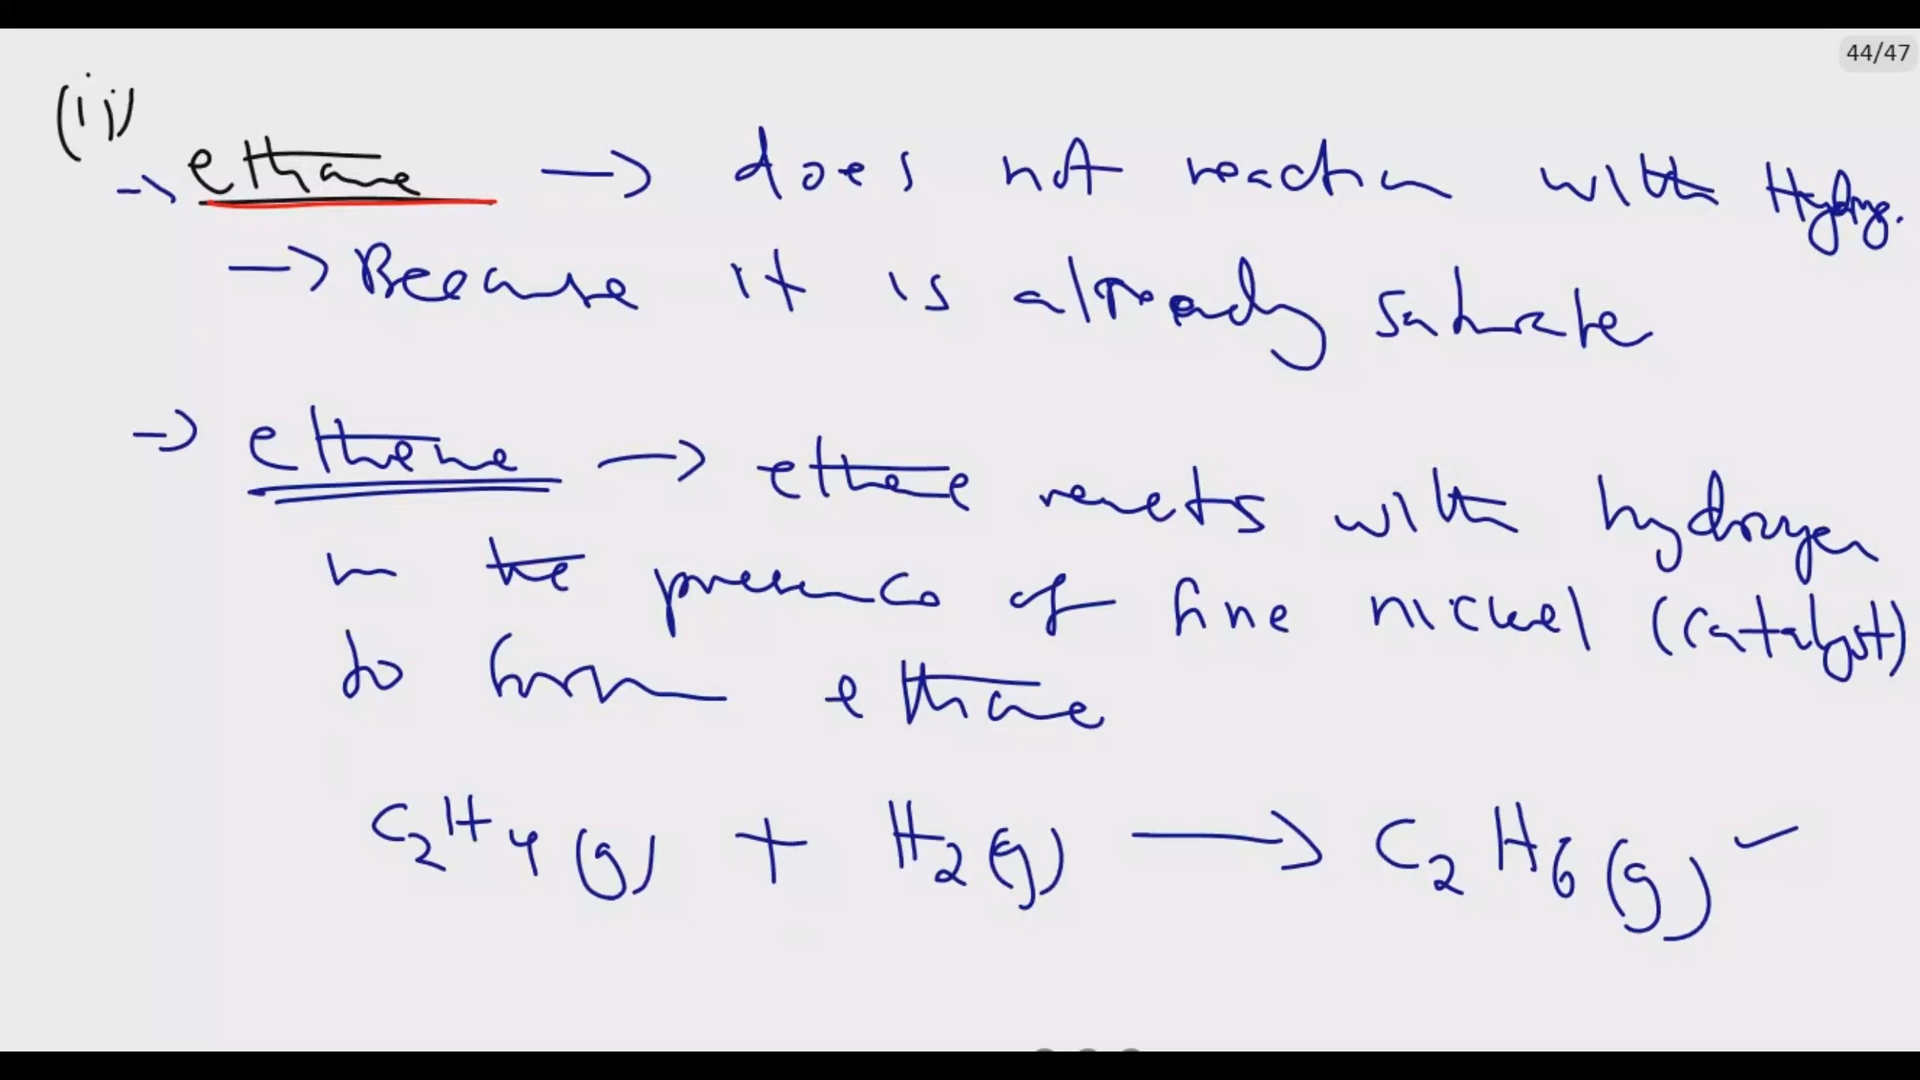 44/47
(ii)
→ ethane → does not reaction with Hydrog.
→ Because it is already saturate
→ ethene → ethene reacts with hydrogen
in the presence of fine nickel (catalyst)
to form ethane
C₂H₄(g) + H₂(g) → C₂H₆(g) ✓